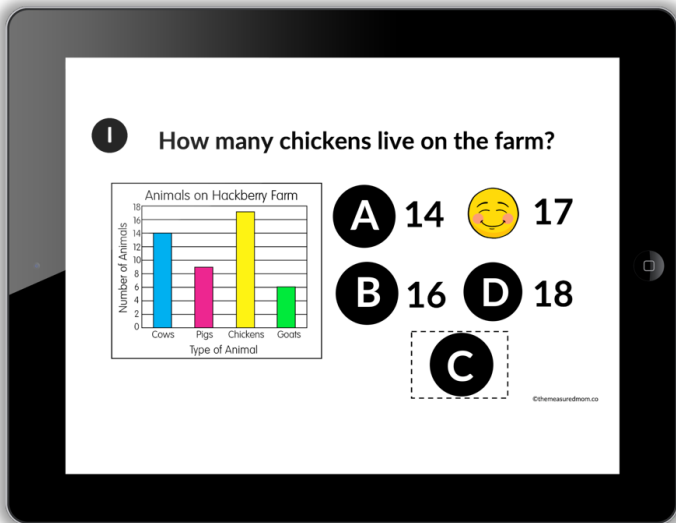 1
How many chickens live on the farm?
Animals on Hackberry Farm
Number of Animals
18
16
14
12
10
8
6
4
2
0
Cows Pigs Chickens Goats
Type of Animal
A 14
17
B 16
D 18
C
©themeasuredmom.co